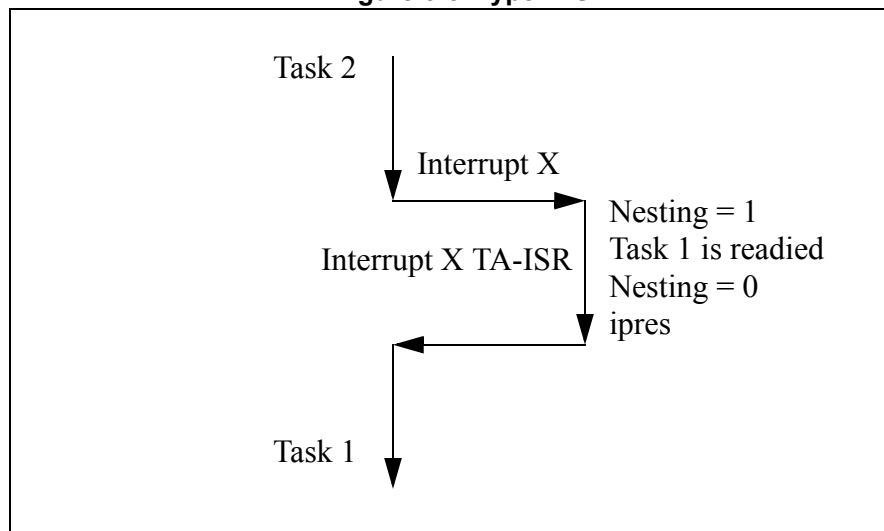 Task 2
Interrupt X
Nesting = 1
Interrupt X TA-ISR
Task 1 is readied
Nesting = 0
ipres
Task 1